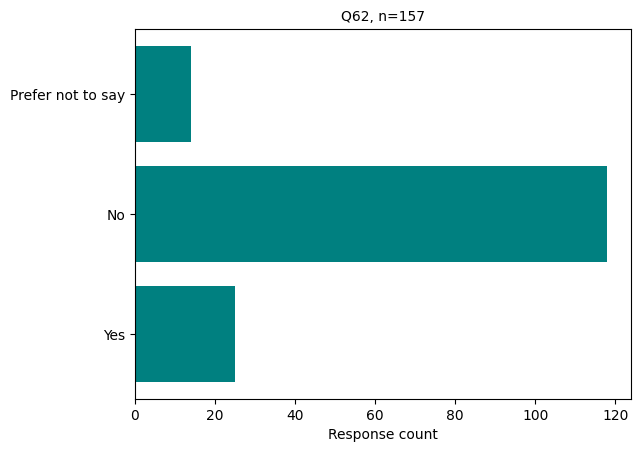 Q62, n=157
Prefer not to say
No
Yes
0 20 40 60 80 100 120
Response count